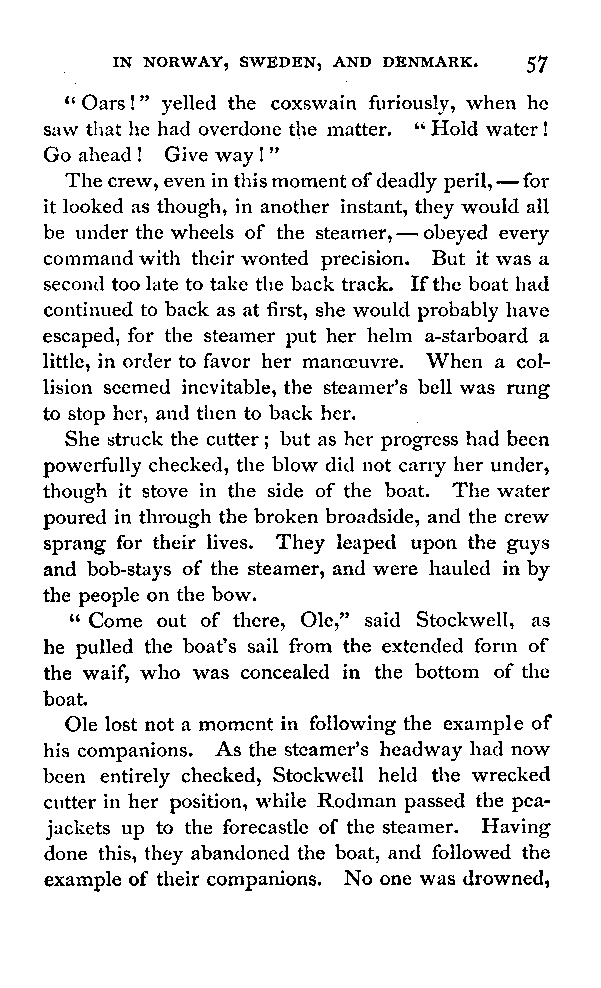 IN NORWAY, SWEDEN, AND DENMARK. 57
“ Oars!” yelled the coxswain furiously, when he
saw that he had overdone the matter. “ Hold water!
Go ahead! Give way!”
The crew, even in this moment of deadly peril, — for
it looked as though, in another instant, they would all
be under the wheels of the steamer, — obeyed every
command with their wonted precision. But it was a
second too late to take the back track. If the boat had
continued to back as at first, she would probably have
escaped, for the steamer put her helm a-starboard a
little, in order to favor her manœuvre. When a col-
lision seemed inevitable, the steamer’s bell was rung
to stop her, and then to back her.
She struck the cutter; but as her progress had been
powerfully checked, the blow did not carry her under,
though it stove in the side of the boat. The water
poured in through the broken broadside, and the crew
sprang for their lives. They leaped upon the guys
and bob-stays of the steamer, and were hauled in by
the people on the bow.
“ Come out of there, Ole,” said Stockwell, as
he pulled the boat’s sail from the extended form of
the waif, who was concealed in the bottom of the
boat.
Ole lost not a moment in following the example of
his companions. As the steamer’s headway had now
been entirely checked, Stockwell held the wrecked
cutter in her position, while Rodman passed the pea-
jackets up to the forecastle of the steamer. Having
done this, they abandoned the boat, and followed the
example of their companions. No one was drowned,